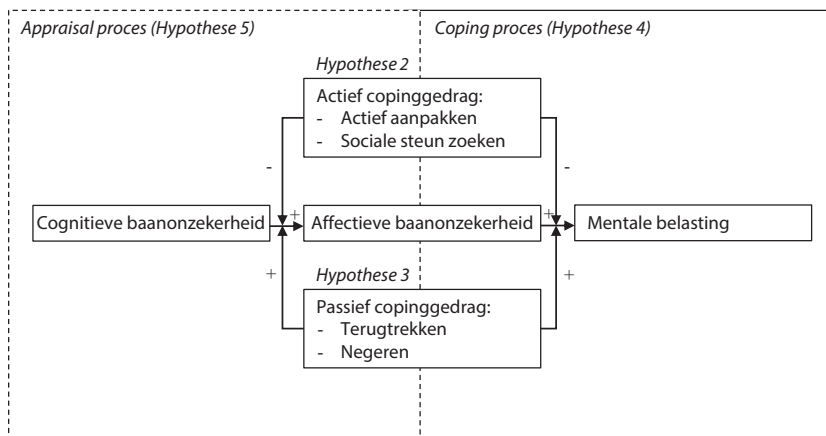 Appraisal proces (Hypothese 5)
Coping proces (Hypothese 4)
Hypothese 2
Actief copinggedrag:
- Actief aanpakken
- Sociale steun zoeken
-
-
Cognitieve baanonzekerheid
+
Affectieve baanonzekerheid
+
Mentale belasting
+
+
Hypothese 3
Passief copinggedrag:
- Terugtrekken
- Negeren